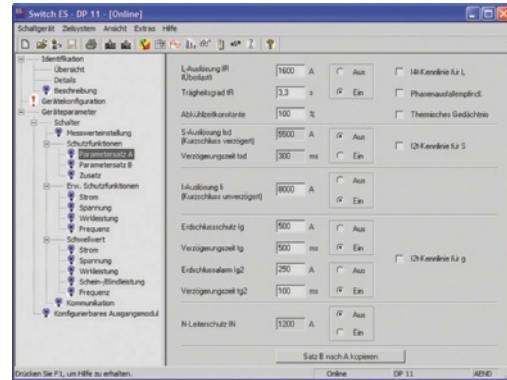 Switch ES - DP 11 - [Online]
Schaltgerät Zielsystem Ansicht Extras Hilfe
Identifikation
Übersicht
Details
Beschreibung
Gerätekonfiguration
Geräteparameter
Schalter
Messwerteinstellung
Schutzfunktionen
Parametersatz A
Parametersatz B
Zusatz
Erw. Schutzfunktionen
Strom
Spannung
Wirkleistung
Frequenz
Schwellwert
Strom
Spannung
Wirkleistung
Schein-/Blindleistung
Frequenz
Kommunikation
Konfigurierbares Ausgangsmodul
L-Auslösung IR
(Überlast)
1600 A
Aus
I4t-Kennlinie für L
Trägheitsgrad tR
3,3 s
Ein
Phasenausfallempfindl.
Abkühlzeitkonstante
100 %
Thermisches Gedächtnis
S-Auslösung Isd
(Kurzschluss verzögert)
5500 A
Aus
I2t-Kennlinie für S
Verzögerungszeit tsd
300 ms
Ein
I-Auslösung Ii
(Kurzschluss unverzögert)
8000 A
Aus
Ein
Erdschlussschutz Ig
500 A
Aus
Verzögerungszeit tg
500 ms
Ein
I2t-Kennlinie für g
Erdschlussalarm Ig2
250 A
Aus
Verzögerungszeit tg2
100 ms
Ein
N-Leiterschutz IN
1200 A
Aus
Ein
Satz B nach A kopieren
Drücken Sie F1, um Hilfe zu erhalten.
Online
DP 11
AEND